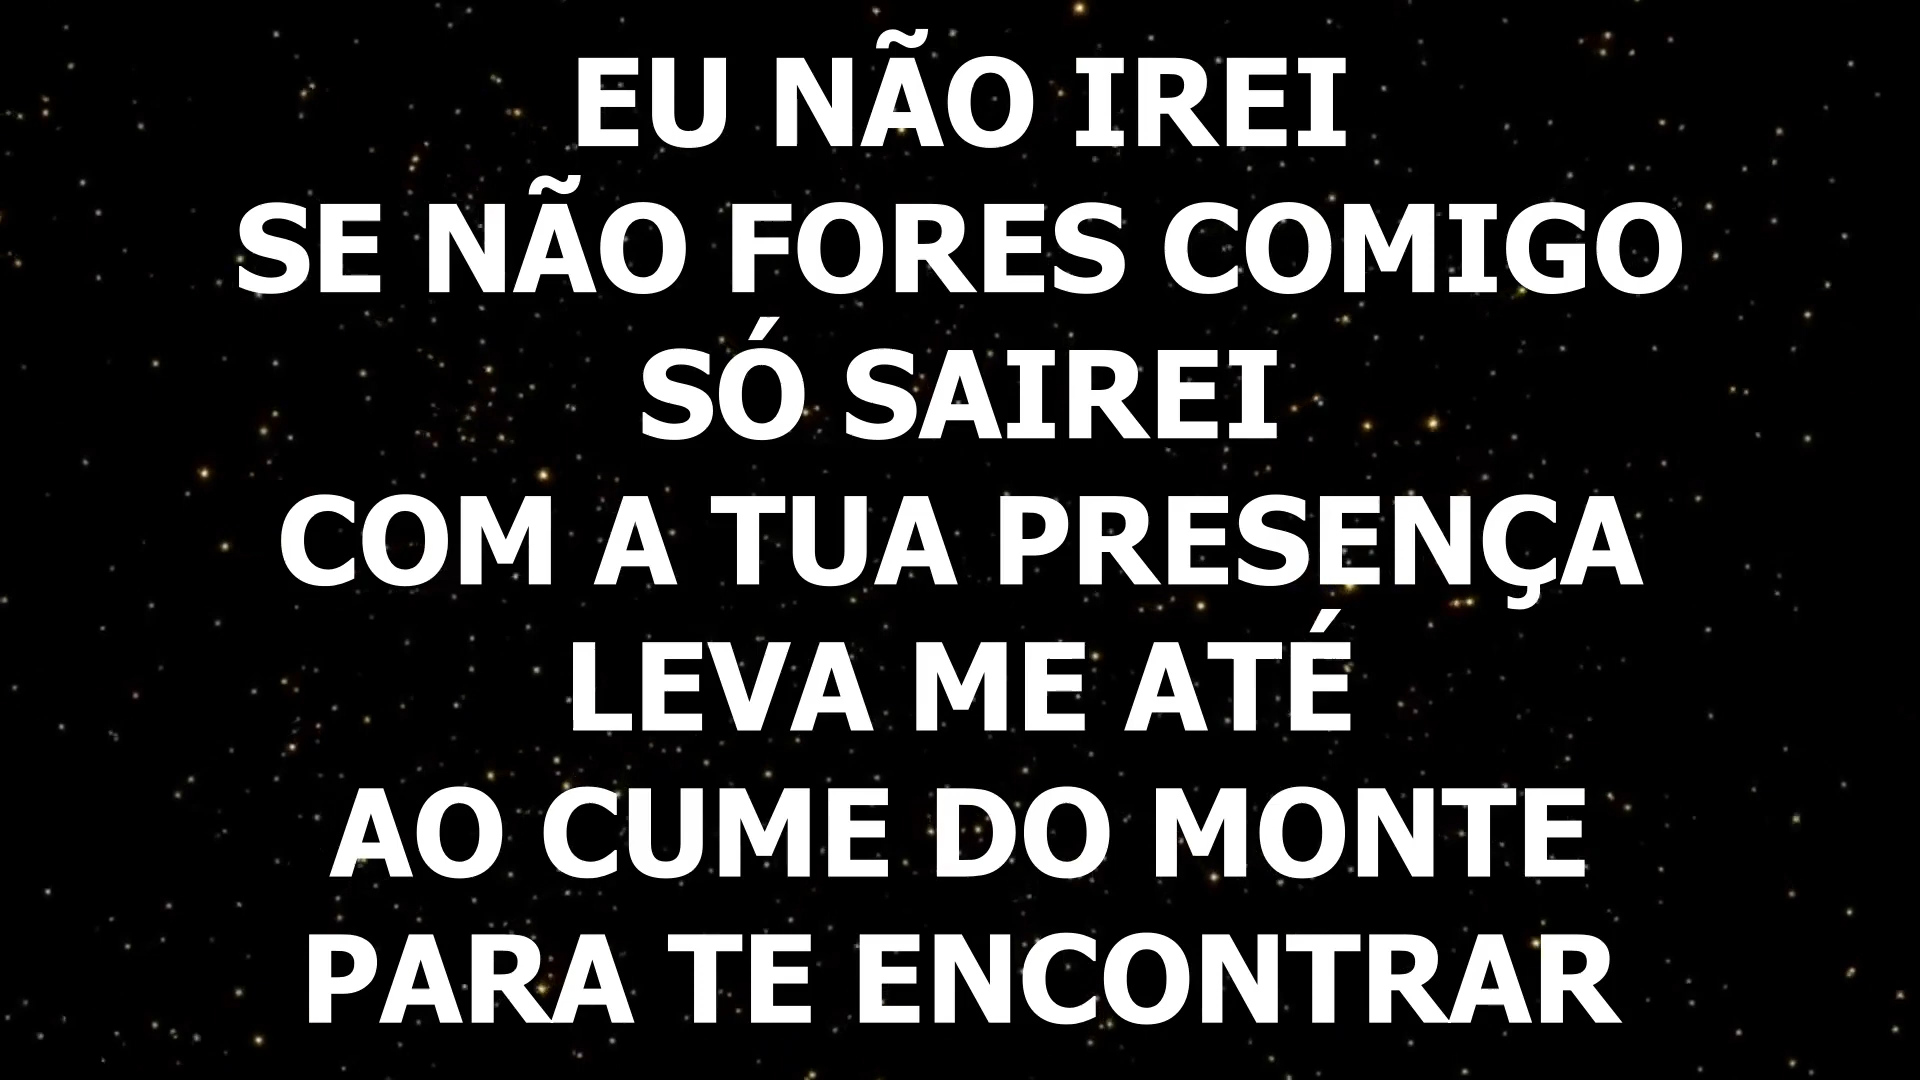 EU NÃO IREI
SE NÃO FORES COMIGO
SÓ SAIREI
COM A TUA PRESENÇA
LEVA ME ATÉ
AO CUME DO MONTE
PARA TE ENCONTRAR